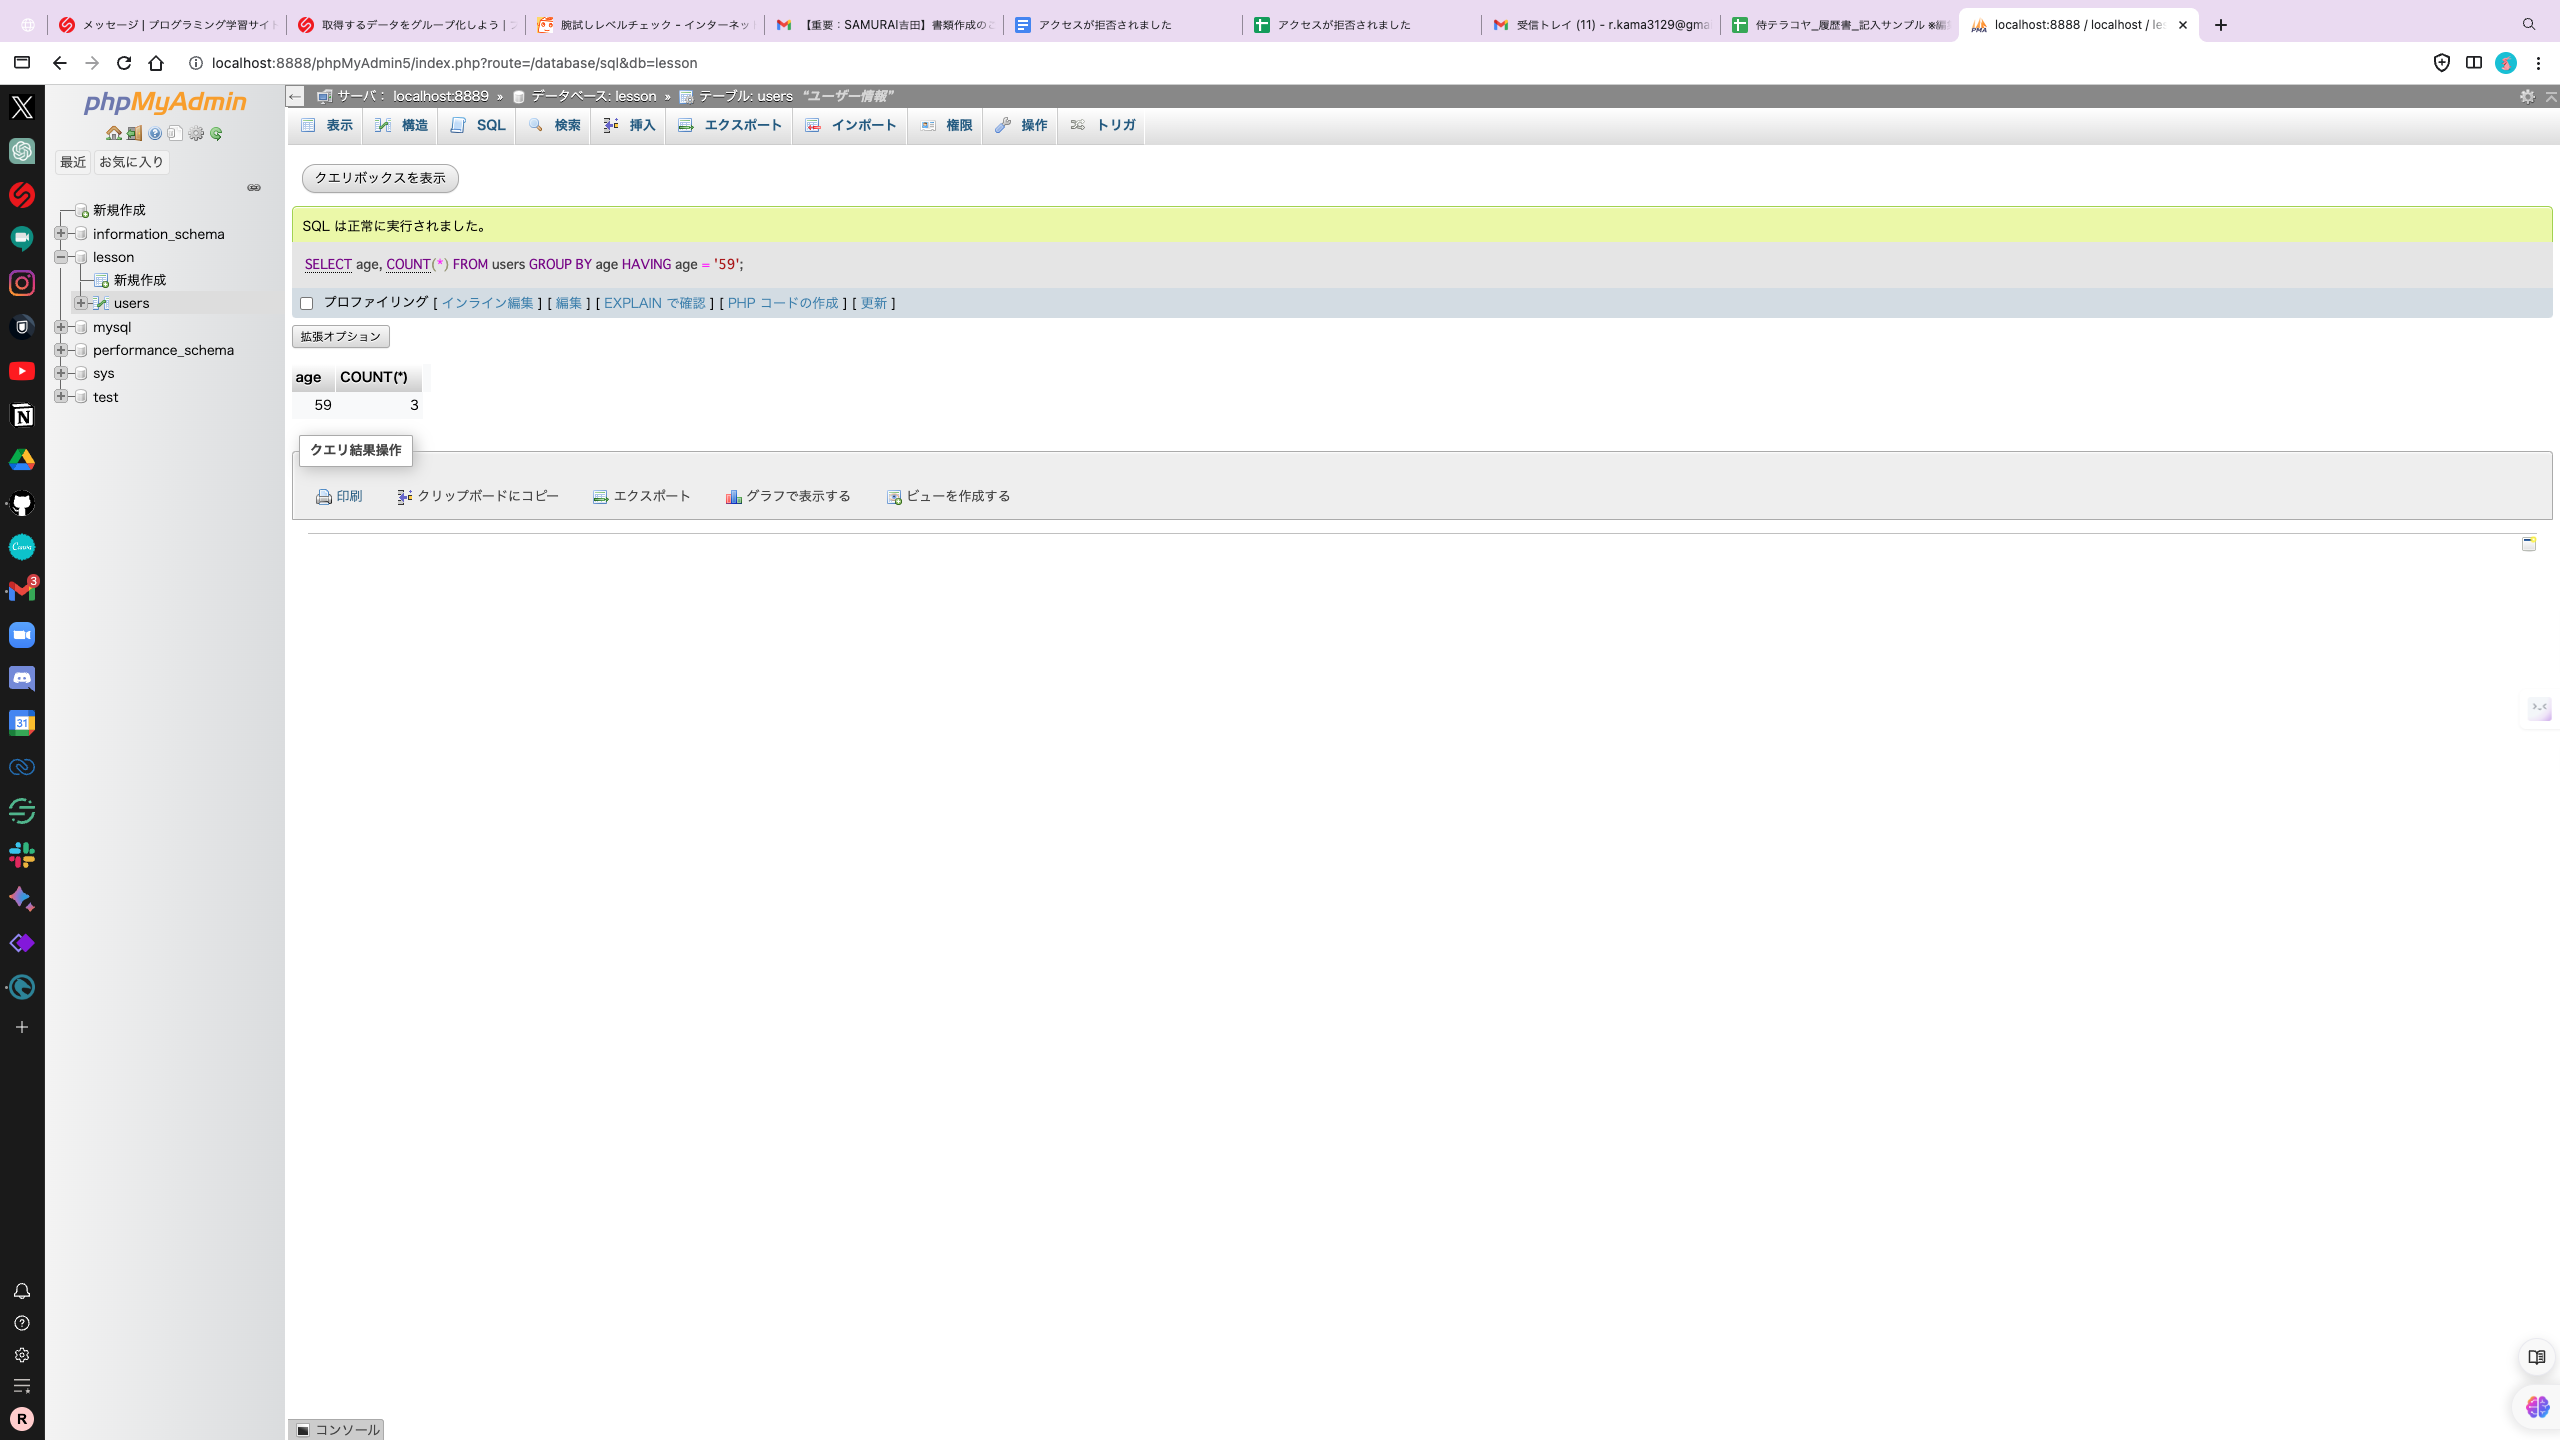 メッセージ | プログラミング学習サイト
取得するデータをグループ化しよう | フ
腕試しレベルチェック - インターネッ
【重要：SAMURAI吉田】書類作成のこ
アクセスが拒否されました
アクセスが拒否されました
受信トレイ (11) - r.kama3129@gma
侍テラコヤ_履歴書_記入サンプル ※編集
localhost:8888 / localhost / les
localhost:8888/phpMyAdmin5/index.php?route=/database/sql&db=lesson
phpMyAdmin
最近 お気に入り
新規作成
information_schema
lesson
新規作成
users
mysql
performance_schema
sys
test
サーバ： localhost:8889 » データベース: lesson » テーブル: users “ユーザー情報”
表示 構造 SQL 検索 挿入 エクスポート インポート 権限 操作 トリガ
クエリボックスを表示
SQL は正常に実行されました。
SELECT age, COUNT(*) FROM users GROUP BY age HAVING age = '59';
プロファイリング [ インライン編集 ] [ 編集 ] [ EXPLAIN で確認 ] [ PHP コードの作成 ] [ 更新 ]
拡張オプション
age COUNT(*)
59 3
クエリ結果操作
印刷 クリップボードにコピー エクスポート グラフで表示する ビューを作成する
コンソール
PMA
Canva
3
31
N
R